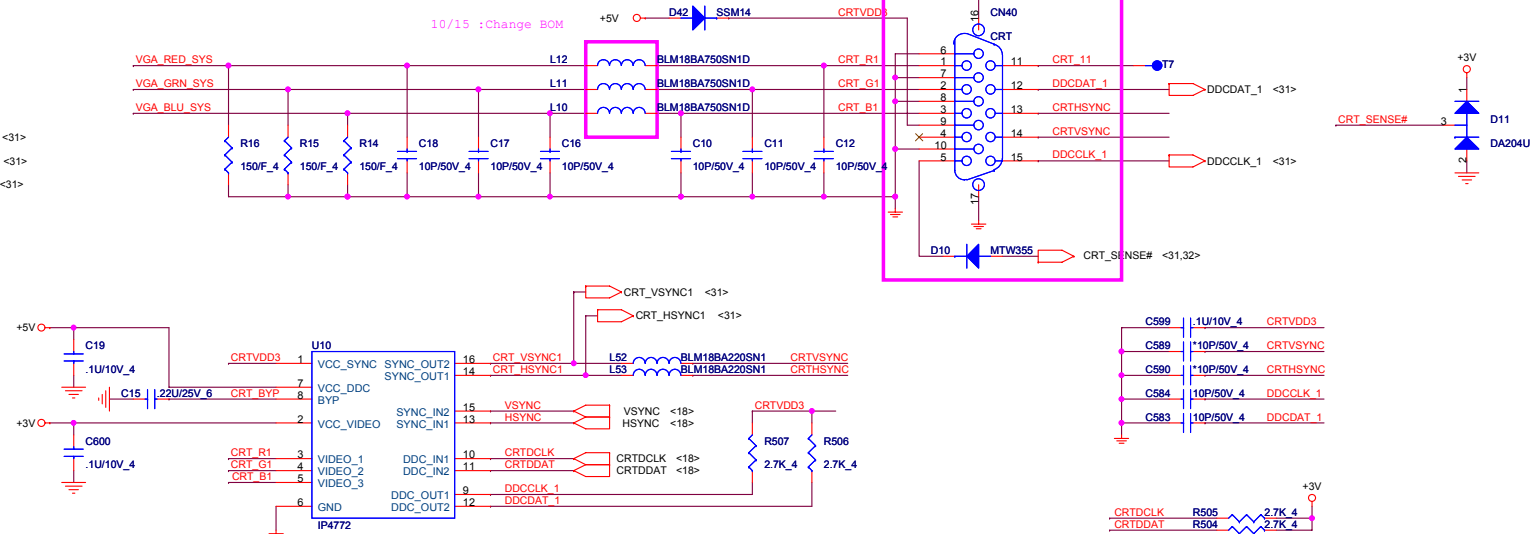 10/15 :Change BOM
+5V
D42
SSM14
CRTVDD3
16
CN40
CRT
VGA_RED_SYS
L12
BLM18BA750SN1D
CRT_R1
VGA_GRN_SYS
L11
BLM18BA750SN1D
CRT_G1
VGA_BLU_SYS
L10
BLM18BA750SN1D
CRT_B1
6
1
7
2
8
3
9
4
10
5
11
CRT_11
T7
12
DDCDAT_1
DDCDAT_1 <31>
13
CRTHSYNC
14
CRTVSYNC
15
DDCCLK_1
DDCCLK_1 <31>
17
+3V
1
CRT_SENSE#
3
D11
DA204U
2
<31>
<31>
<31>
R16
150/F_4
R15
150/F_4
R14
150/F_4
C18
10P/50V_4
C17
10P/50V_4
C16
10P/50V_4
C10
10P/50V_4
C11
10P/50V_4
C12
10P/50V_4
D10
MTW355
CRT_SENSE# <31,32>
CRT_VSYNC1 <31>
CRT_HSYNC1 <31>
+5V
C19
.1U/10V_4
C15
.22U/25V_6
CRT_BYP
+3V
C600
.1U/10V_4
CRTVDD3
CRT_R1
CRT_G1
CRT_B1
U10
1
VCC_SYNC
7
VCC_DDC
8
BYP
2
VCC_VIDEO
3
VIDEO_1
4
VIDEO_2
5
VIDEO_3
6
GND
IP4772
SYNC_OUT2
16
CRT_VSYNC1
L52
BLM18BA220SN1
CRTVSYNC
SYNC_OUT1
14
CRT_HSYNC1
L53
BLM18BA220SN1
CRTHSYNC
SYNC_IN2
15
VSYNC
VSYNC <18>
SYNC_IN1
13
HSYNC
HSYNC <18>
DDC_IN1
10
CRTDCLK
CRTDCLK <18>
DDC_IN2
11
CRTDDAT
CRTDDAT <18>
DDC_OUT1
9
DDCCLK_1
DDC_OUT2
12
DDCDAT_1
CRTVDD3
R507
2.7K_4
R506
2.7K_4
C599
.1U/10V_4
CRTVDD3
C589
*10P/50V_4
CRTVSYNC
C590
*10P/50V_4
CRTHSYNC
C584
10P/50V_4
DDCCLK_1
C583
10P/50V_4
DDCDAT_1
+3V
CRTDCLK
R505
2.7K_4
CRTDDAT
R504
2.7K_4